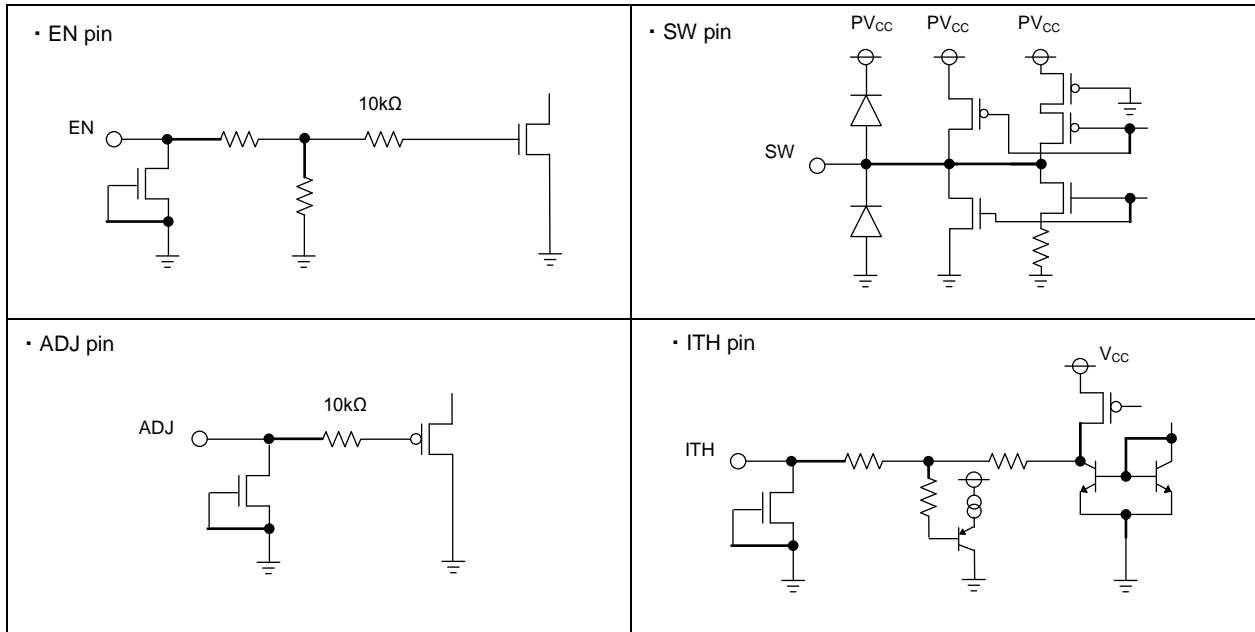 ・ EN pin
EN
10kΩ
・ SW pin
PVCC PVCC PVCC
SW
・ ADJ pin
ADJ
10kΩ
・ ITH pin
VCC
ITH